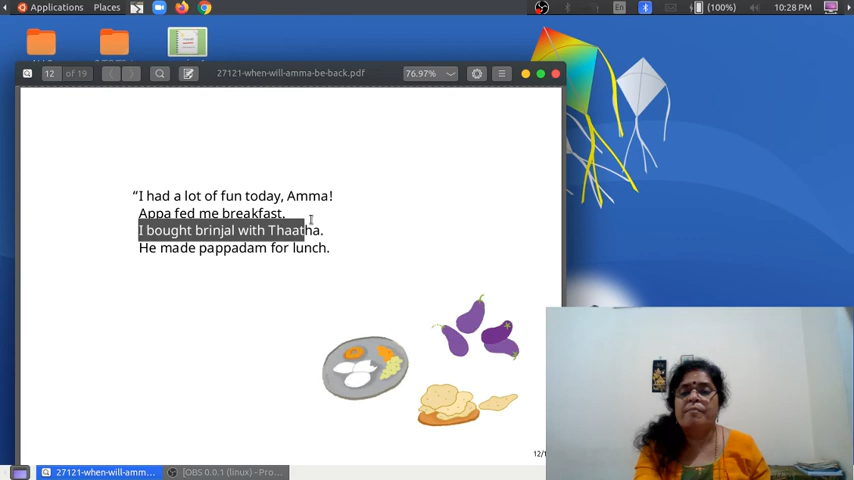 Applications Places
En
(100%)
10:28 PM
12 of 19
27121-when-will-amma-be-back.pdf
76.97%
“I had a lot of fun today, Amma!
Appa fed me breakfast.
I bought brinjal with Thaatha.
He made pappadam for lunch.
12/1
27121-when-will-amm...
[OBS 0.0.1 (linux) - Pro...